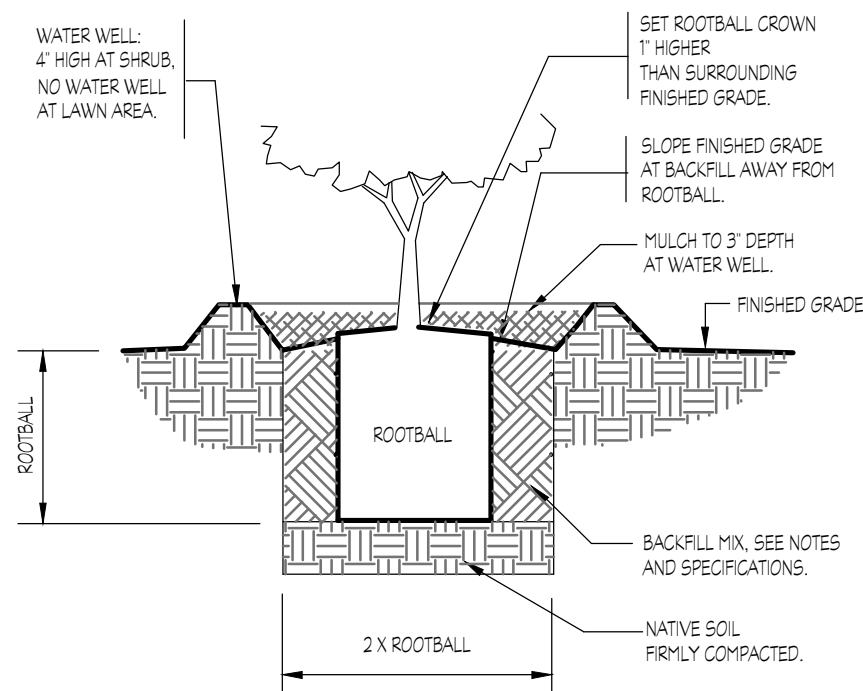 WATER WELL:
4" HIGH AT SHRUB,
NO WATER WELL
AT LAWN AREA.
SET ROOTBALL CROWN
1" HIGHER
THAN SURROUNDING
FINISHED GRADE.
SLOPE FINISHED GRADE
AT BACKFILL AWAY FROM
ROOTBALL.
MULCH TO 3" DEPTH
AT WATER WELL.
FINISHED GRADE
ROOTBALL
ROOTBALL
BACKFILL MIX, SEE NOTES
AND SPECIFICATIONS.
NATIVE SOIL
FIRMLY COMPACTED.
2 X ROOTBALL